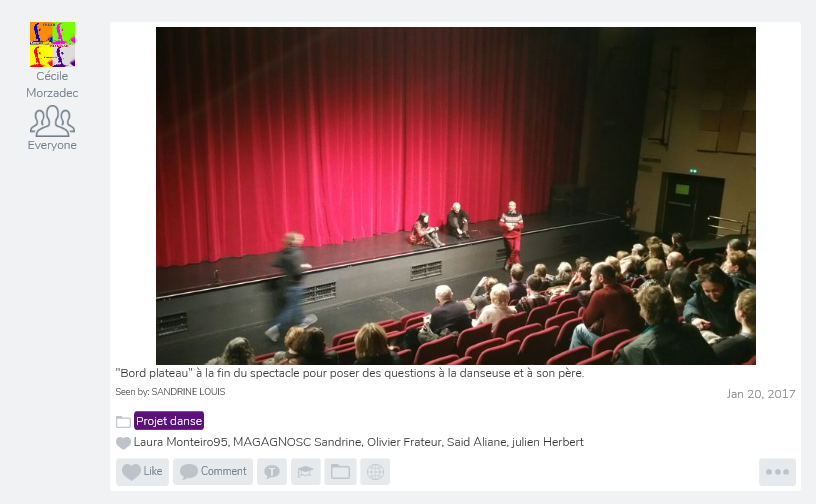 Cécile
Morzadec
Everyone
"Bord plateau" à la fin du spectacle pour poser des questions à la danseuse et à son père.
Seen by: SANDRINE LOUIS
Jan 20, 2017
Projet danse
Laura Monteiro95, MAGAGNOSC Sandrine, Olivier Frateur, Said Aliane, julien Herbert
Like
Comment
T